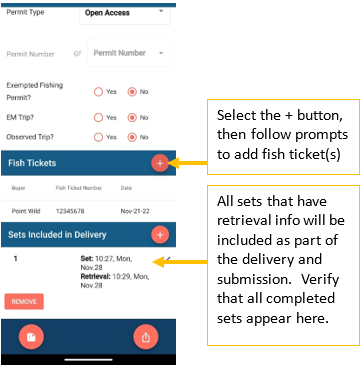 Permit Type
Open Access
Permit Number
GF
Permit Number
Exempted Fishing
Permit?
Yes
No
EM Trip?
Yes
No
Observed Trip?
Yes
No
Fish Tickets
+
Buyer
Fish Ticket Number
Date
Point Wild
12345678
Nov-21-22
Sets Included in Delivery
+
1
Set: 10:27, Mon,
Nov.28
Retrieval: 10:29, Mon,
Nov.28
REMOVE
Select the + button,
then follow prompts
to add fish ticket(s)
All sets that have
retrieval info will be
included as part of
the delivery and
submission. Verify
that all completed
sets appear here.